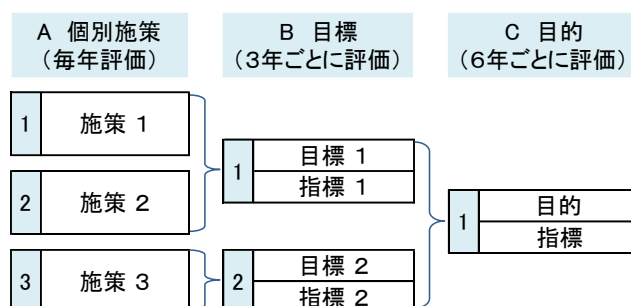 A 個別施策
(毎年評価)
B 目標
(3年ごとに評価)
C 目的
(6年ごとに評価)
1
施策 1
2
施策 2
3
施策 3
1
目標 1
指標 1
2
目標 2
指標 2
1
目的
指標